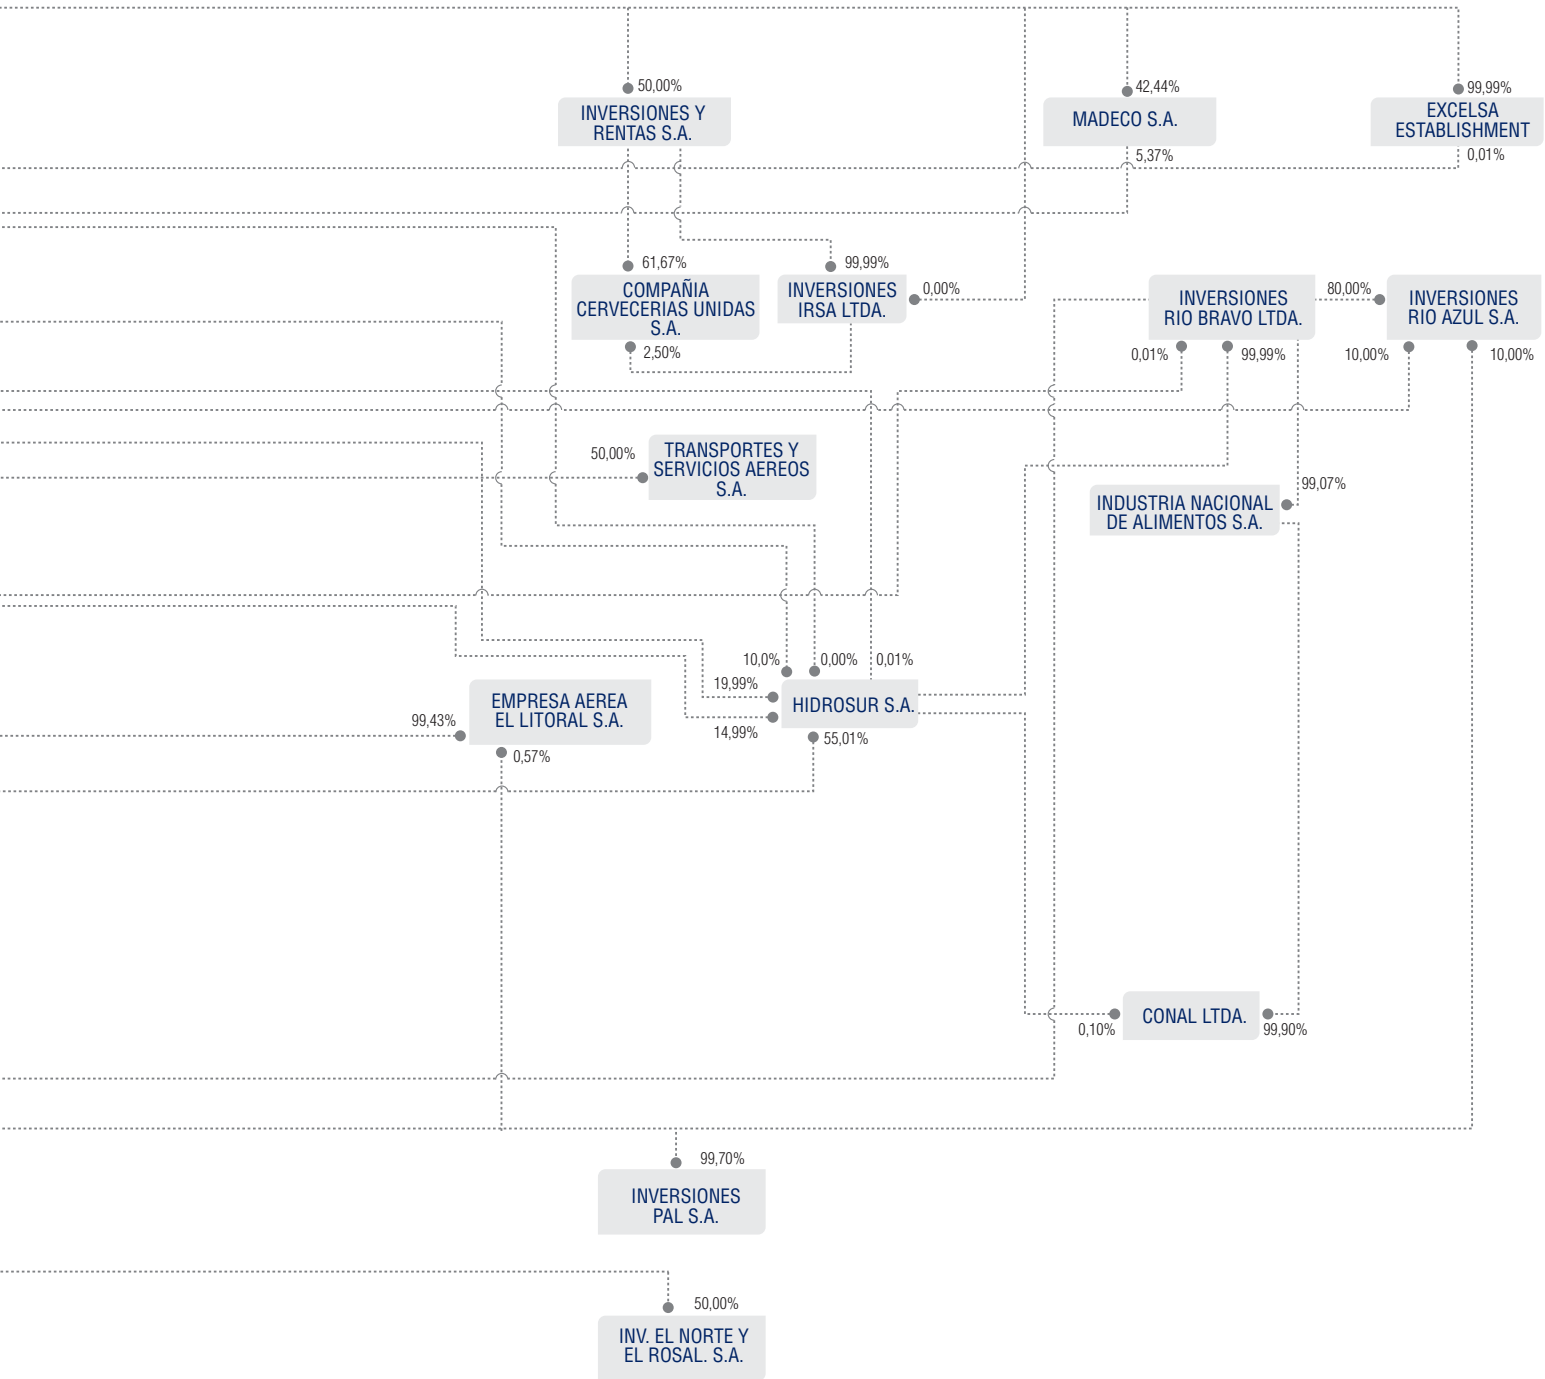 50,00%
INVERSIONES Y
RENTAS S.A.
42,44%
MADECO S.A.
5,37%
99,99%
EXCELSA
ESTABLISHMENT
0,01%
61,67%
COMPAÑIA
CERVECERIAS UNIDAS
S.A.
2,50%
99,99%
INVERSIONES
IRSA LTDA.
0,00%
INVERSIONES
RIO BRAVO LTDA.
0,01%
99,99%
80,00%
INVERSIONES
RIO AZUL S.A.
10,00%
10,00%
50,00%
TRANSPORTES Y
SERVICIOS AEREOS
S.A.
99,07%
INDUSTRIA NACIONAL
DE ALIMENTOS S.A.
10,0%
0,00%
0,01%
19,99%
HIDROSUR S.A.
14,99%
55,01%
99,43%
EMPRESA AEREA
EL LITORAL S.A.
0,57%
0,10%
CONAL LTDA.
99,90%
99,70%
INVERSIONES
PAL S.A.
50,00%
INV. EL NORTE Y
EL ROSAL. S.A.